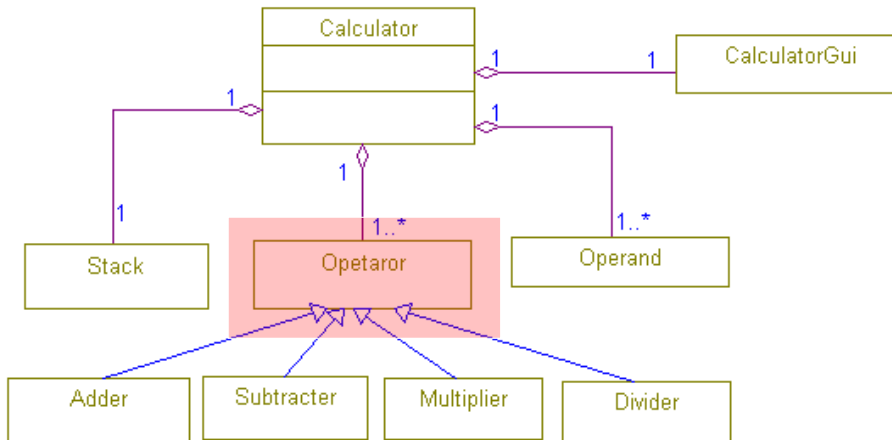 Calculator
1
1
CalculatorGui
1
1
1
1
1..*
1..*
Stack
Opetaror
Operand
Adder
Subtracter
Multiplier
Divider